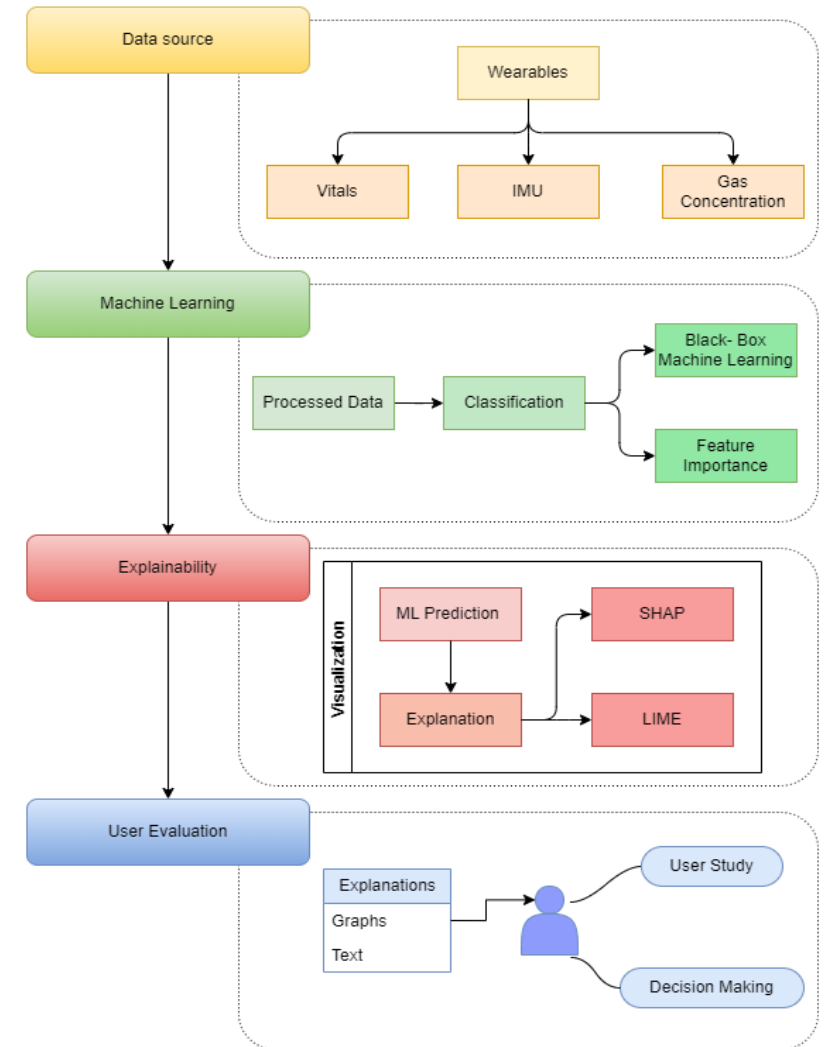 Data source
Wearables
Vitals
IMU
Gas
Concentration
Machine Learning
Processed Data
Classification
Black- Box
Machine Learning
Feature
Importance
Explainability
Visualization
ML Prediction
SHAP
Explanation
LIME
User Evaluation
Explanations
Graphs
Text
User Study
Decision Making